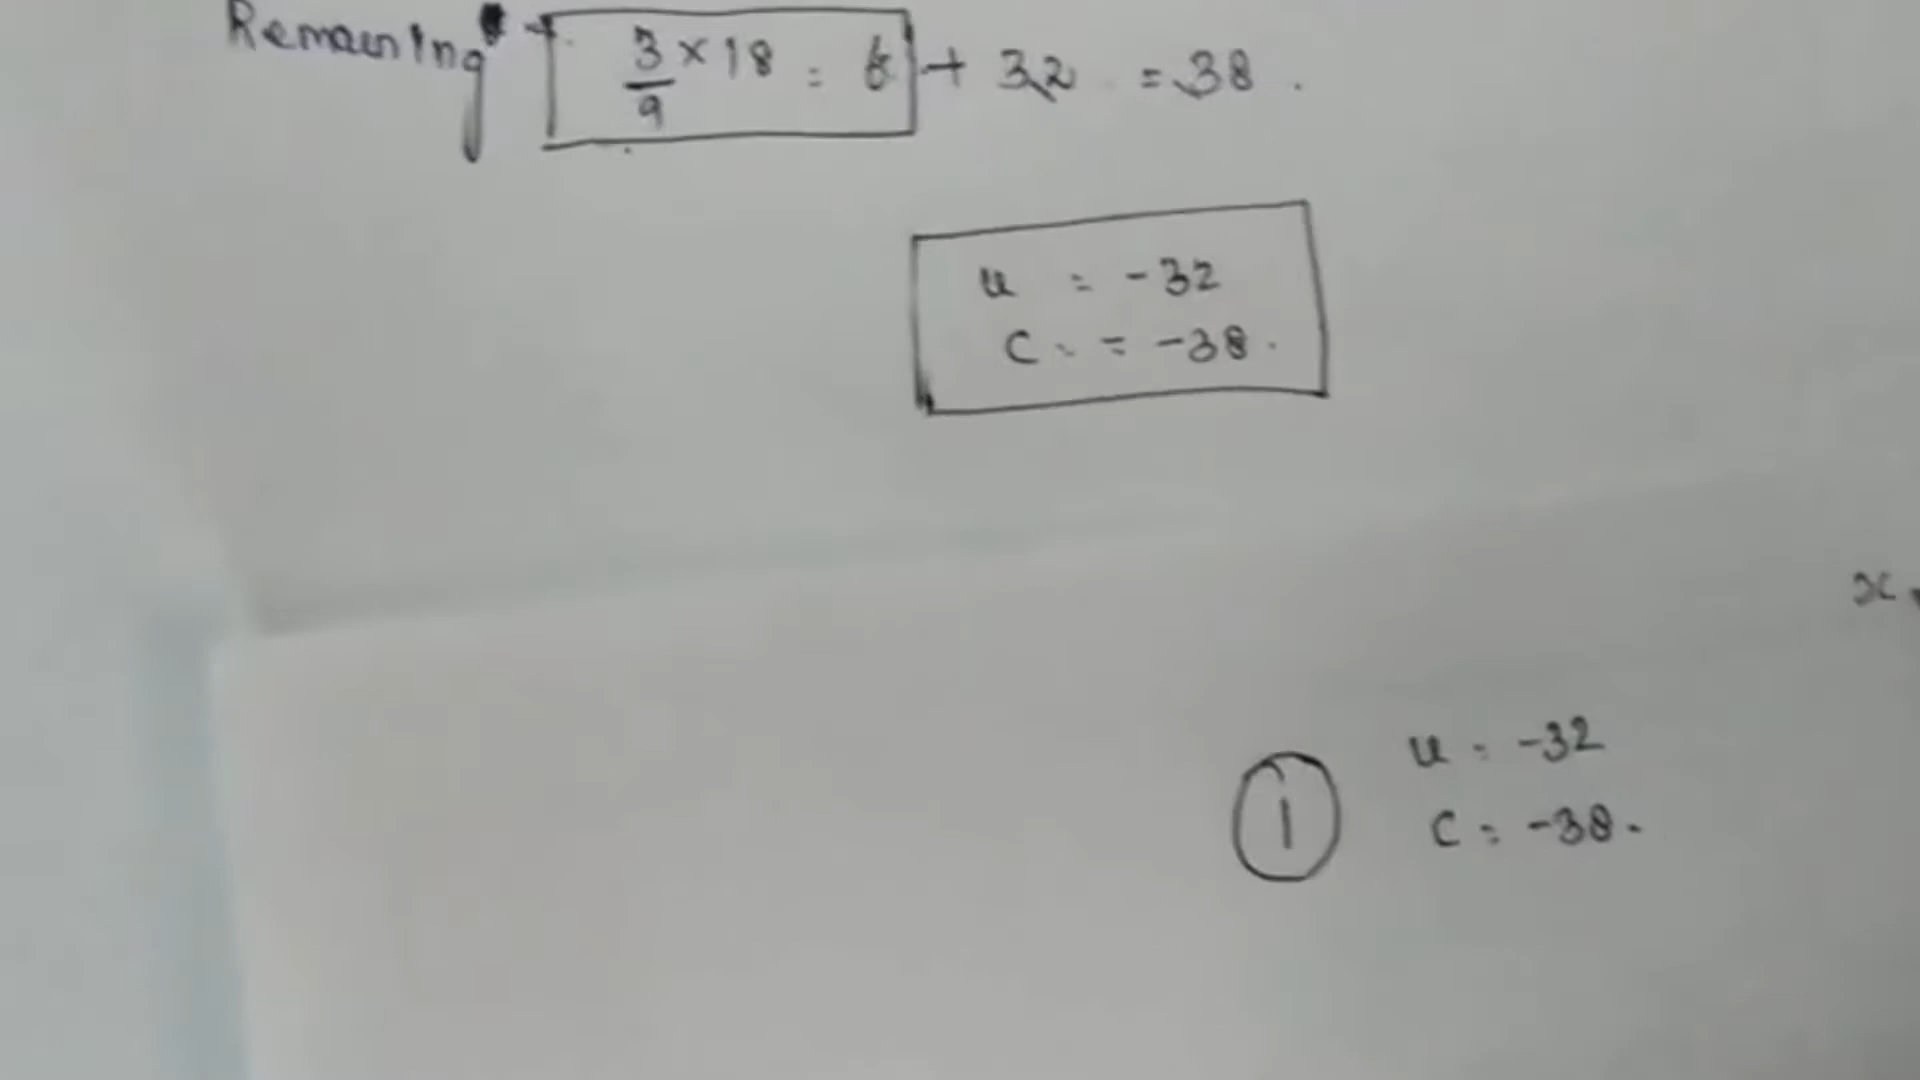 Remaining 3/9 × 18 = 6 + 32 = 38.
u = -32
C = -38.
x
u = -32
① C = -38.